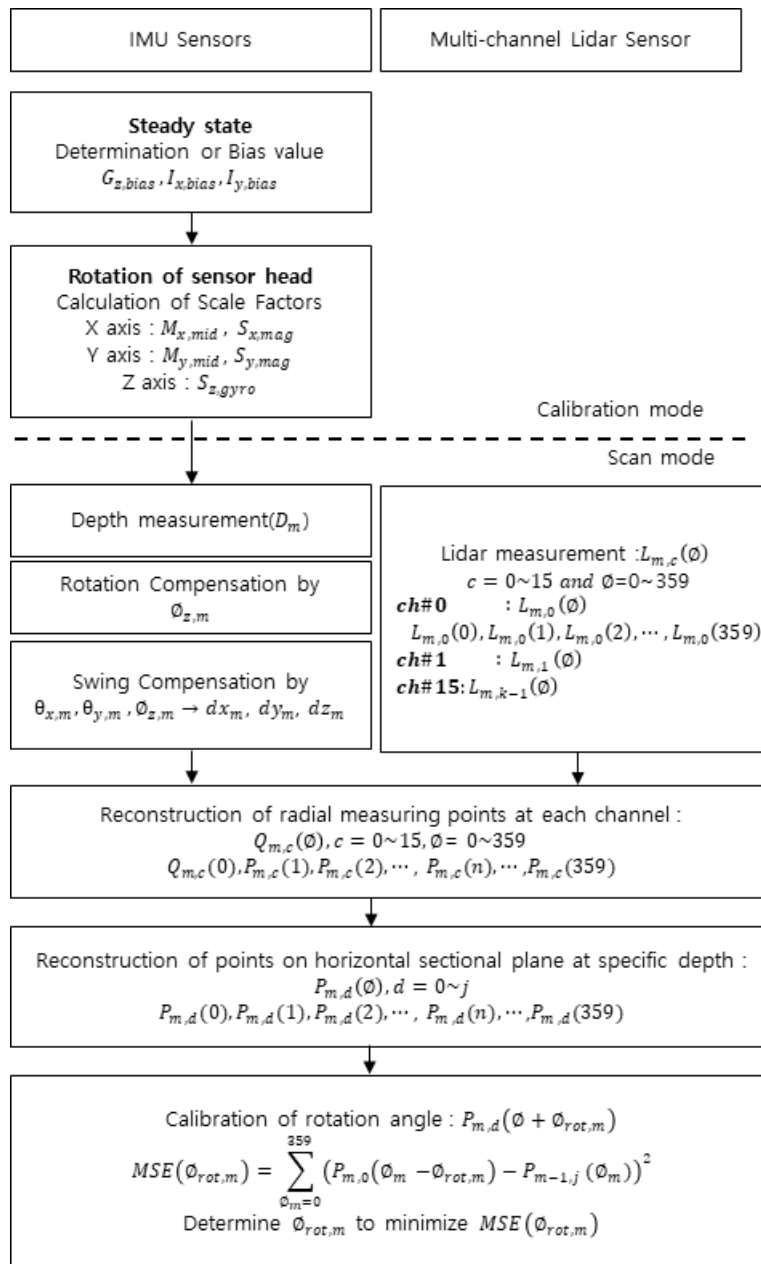 IMU Sensors
Multi-channel Lidar Sensor
Steady state
Determination or Bias value
G_{z,bias}, I_{x,bias}, I_{y,bias}
Rotation of sensor head
Calculation of Scale Factors
X axis : M_{x,mid}, S_{x,mag}
Y axis : M_{y,mid}, S_{y,mag}
Z axis : S_{z,gyro}
Calibration mode
Scan mode
Depth measurement(D_m)
Rotation Compensation by
∅_{z,m}
Swing Compensation by
θ_{x,m}, θ_{y,m}, ∅_{z,m} → dx_m, dy_m, dz_m
Lidar measurement :L_{m,c}(∅)
c = 0~15 and ∅=0~359
ch#0 : L_{m,0}(∅)
L_{m,0}(0), L_{m,0}(1), L_{m,0}(2), ⋯, L_{m,0}(359)
ch#1 : L_{m,1}(∅)
ch#15: L_{m,k−1}(∅)
Reconstruction of radial measuring points at each channel :
Q_{m,c}(∅), c = 0~15, ∅= 0~359
Q_{m,c}(0), P_{m,c}(1), P_{m,c}(2), ⋯, P_{m,c}(n), ⋯, P_{m,c}(359)
Reconstruction of points on horizontal sectional plane at specific depth :
P_{m,d}(∅), d = 0~j
P_{m,d}(0), P_{m,d}(1), P_{m,d}(2), ⋯, P_{m,d}(n), ⋯, P_{m,d}(359)
Calibration of rotation angle : P_{m,d}(∅ + ∅_{rot,m})
MSE(∅_{rot,m}) = ∑_{∅_m=0}^{359} (P_{m,0}(∅_m − ∅_{rot,m}) − P_{m−1,j}(∅_m))^2
Determine ∅_{rot,m} to minimize MSE(∅_{rot,m})